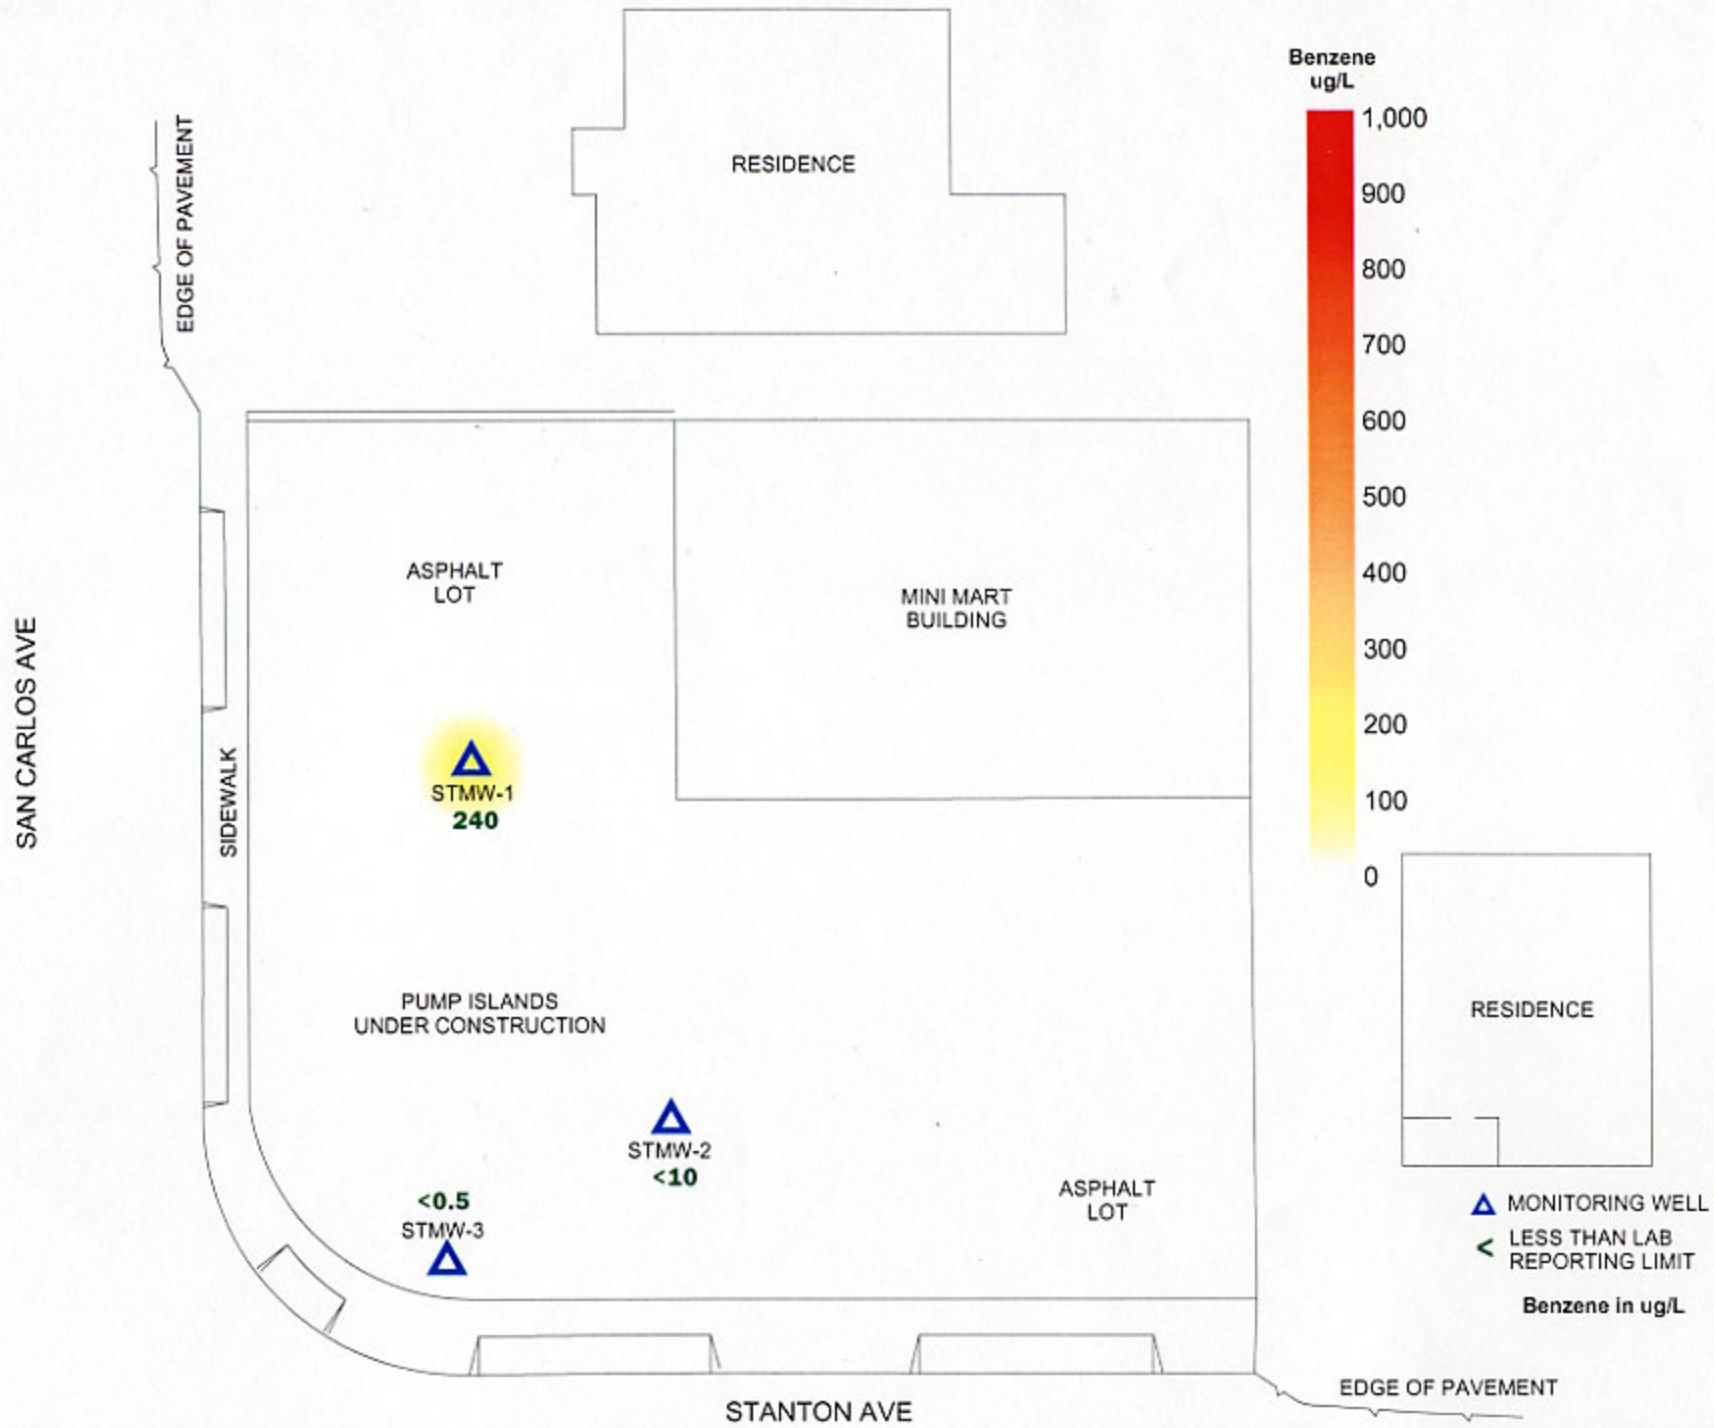 RESIDENCE
Benzene
ug/L
1,000
900
800
700
600
500
400
300
200
100
0
EDGE OF PAVEMENT
SAN CARLOS AVE
SIDEWALK
ASPHALT
LOT
MINI MART
BUILDING
STMW-1
240
PUMP ISLANDS
UNDER CONSTRUCTION
STMW-2
<10
<0.5
STMW-3
ASPHALT
LOT
RESIDENCE
MONITORING WELL
< LESS THAN LAB
REPORTING LIMIT
Benzene in ug/L
EDGE OF PAVEMENT
STANTON AVE